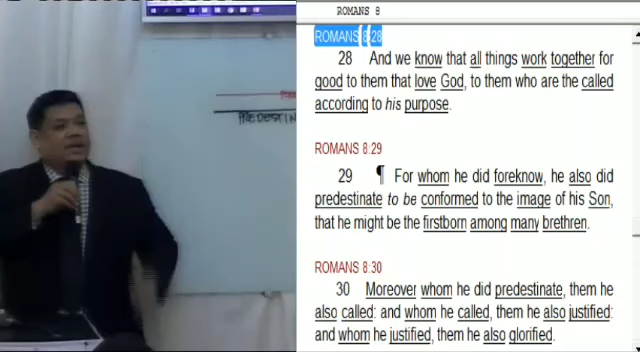 ROMANS 8
ROMANS 8:28
28 And we know that all things work together for
good to them that love God, to them who are the called
according to his purpose.
ROMANS 8:29
29 ¶ For whom he did foreknow, he also did
predestinate to be conformed to the image of his Son,
that he might be the firstborn among many brethren.
ROMANS 8:30
30 Moreover whom he did predestinate, them he
also called: and whom he called, them he also justified:
and whom he justified, them he also glorified.
PREDESTIN